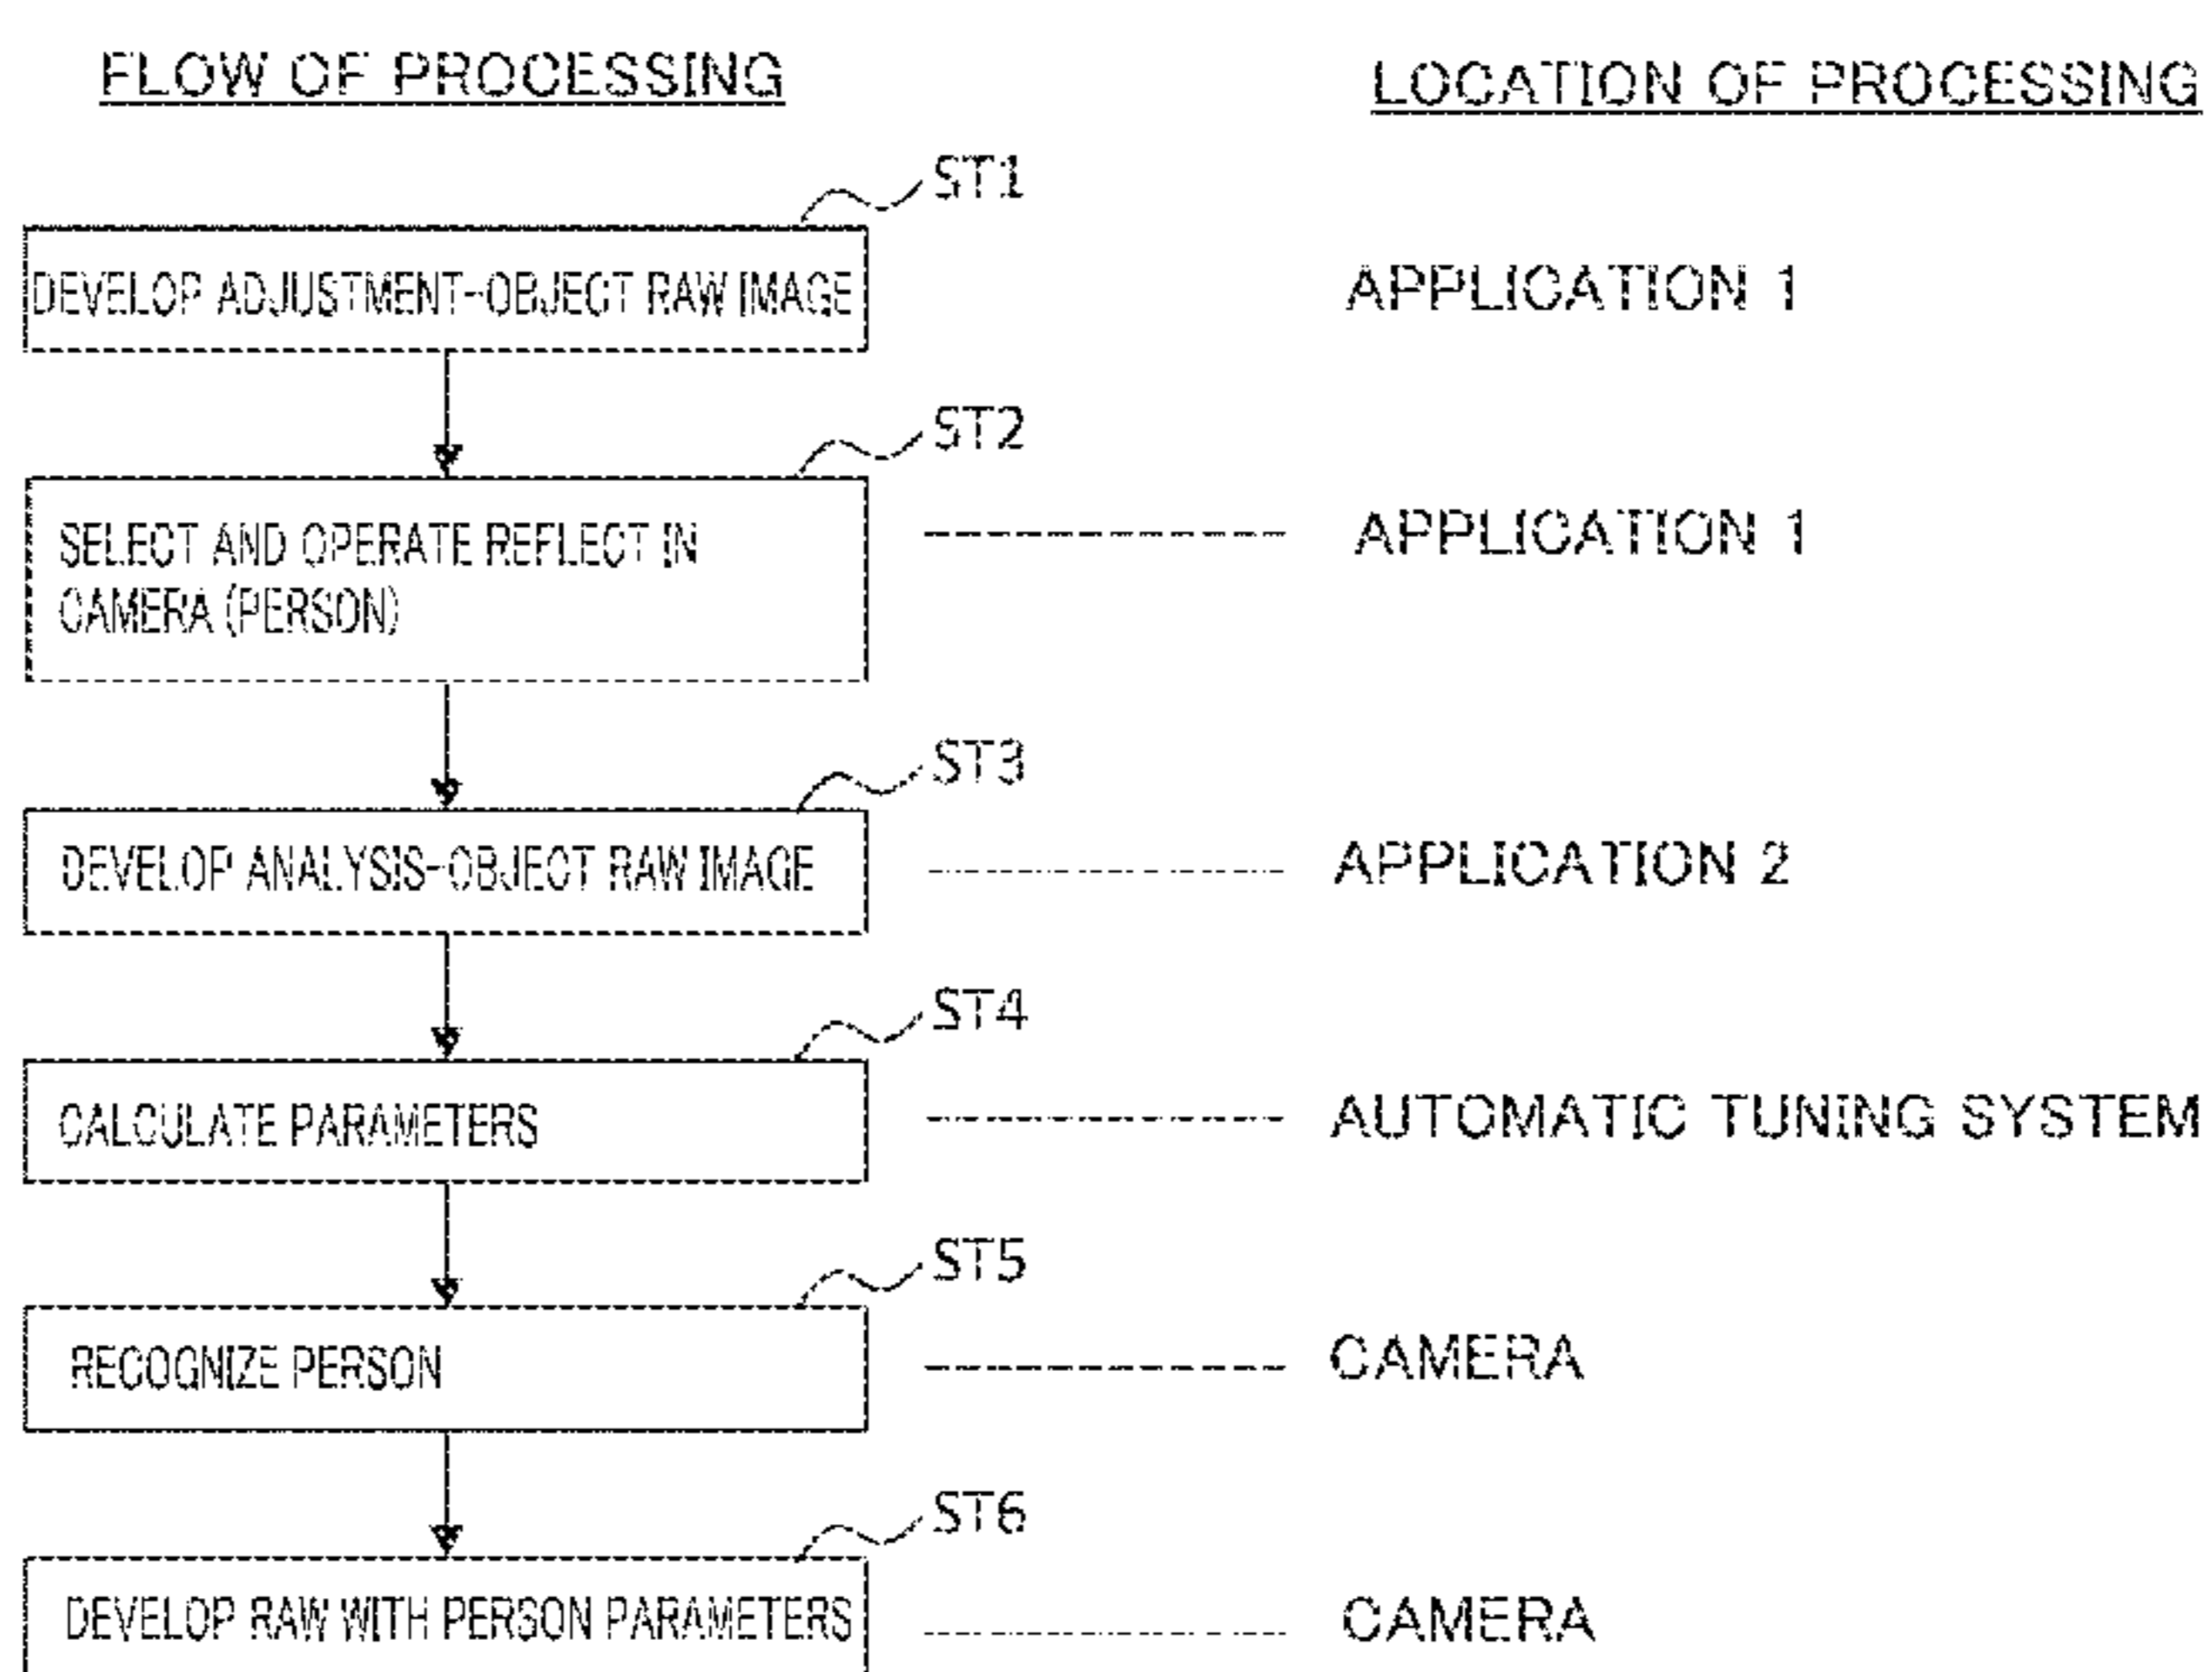 FLOW OF PROCESSING
LOCATION OF PROCESSING
ST1
DEVELOP ADJUSTMENT-OBJECT RAW IMAGE
APPLICATION 1
ST2
SELECT AND OPERATE REFLECT IN
CAMERA (PERSON)
APPLICATION 1
ST3
DEVELOP ANALYSIS-OBJECT RAW IMAGE
APPLICATION 2
ST4
CALCULATE PARAMETERS
AUTOMATIC TUNING SYSTEM
ST5
RECOGNIZE PERSON
CAMERA
ST6
DEVELOP RAW WITH PERSON PARAMETERS
CAMERA